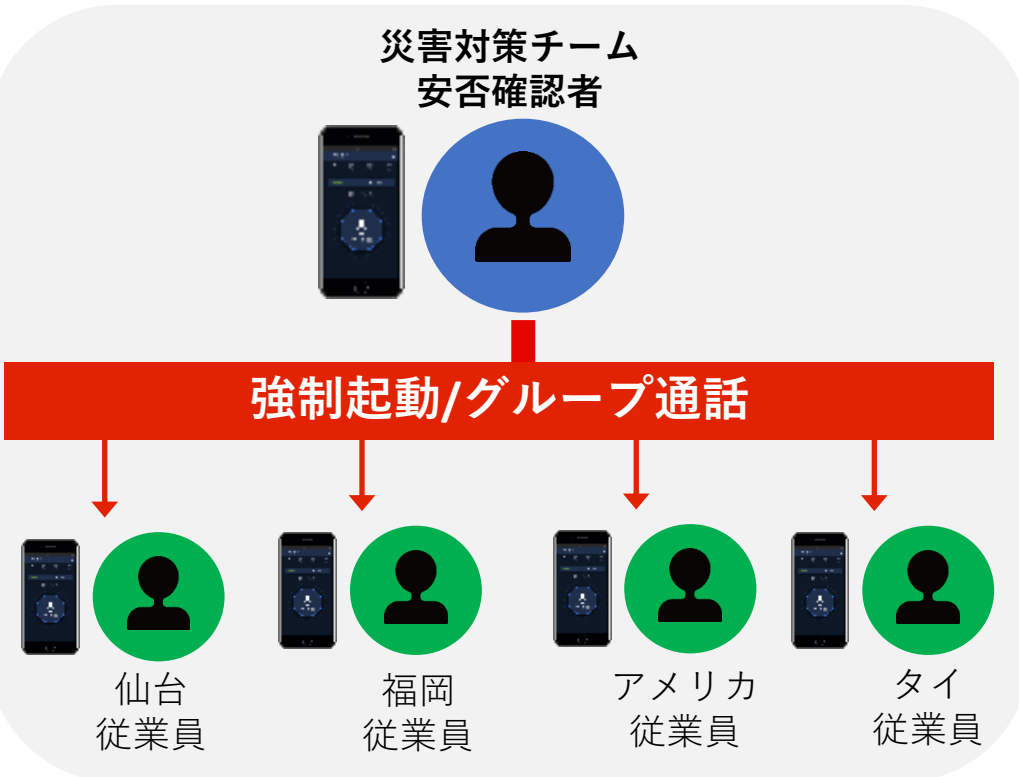 災害対策チーム
安否確認者
強制起動/グループ通話
仙台
従業員
福岡
従業員
アメリカ
従業員
タイ
従業員